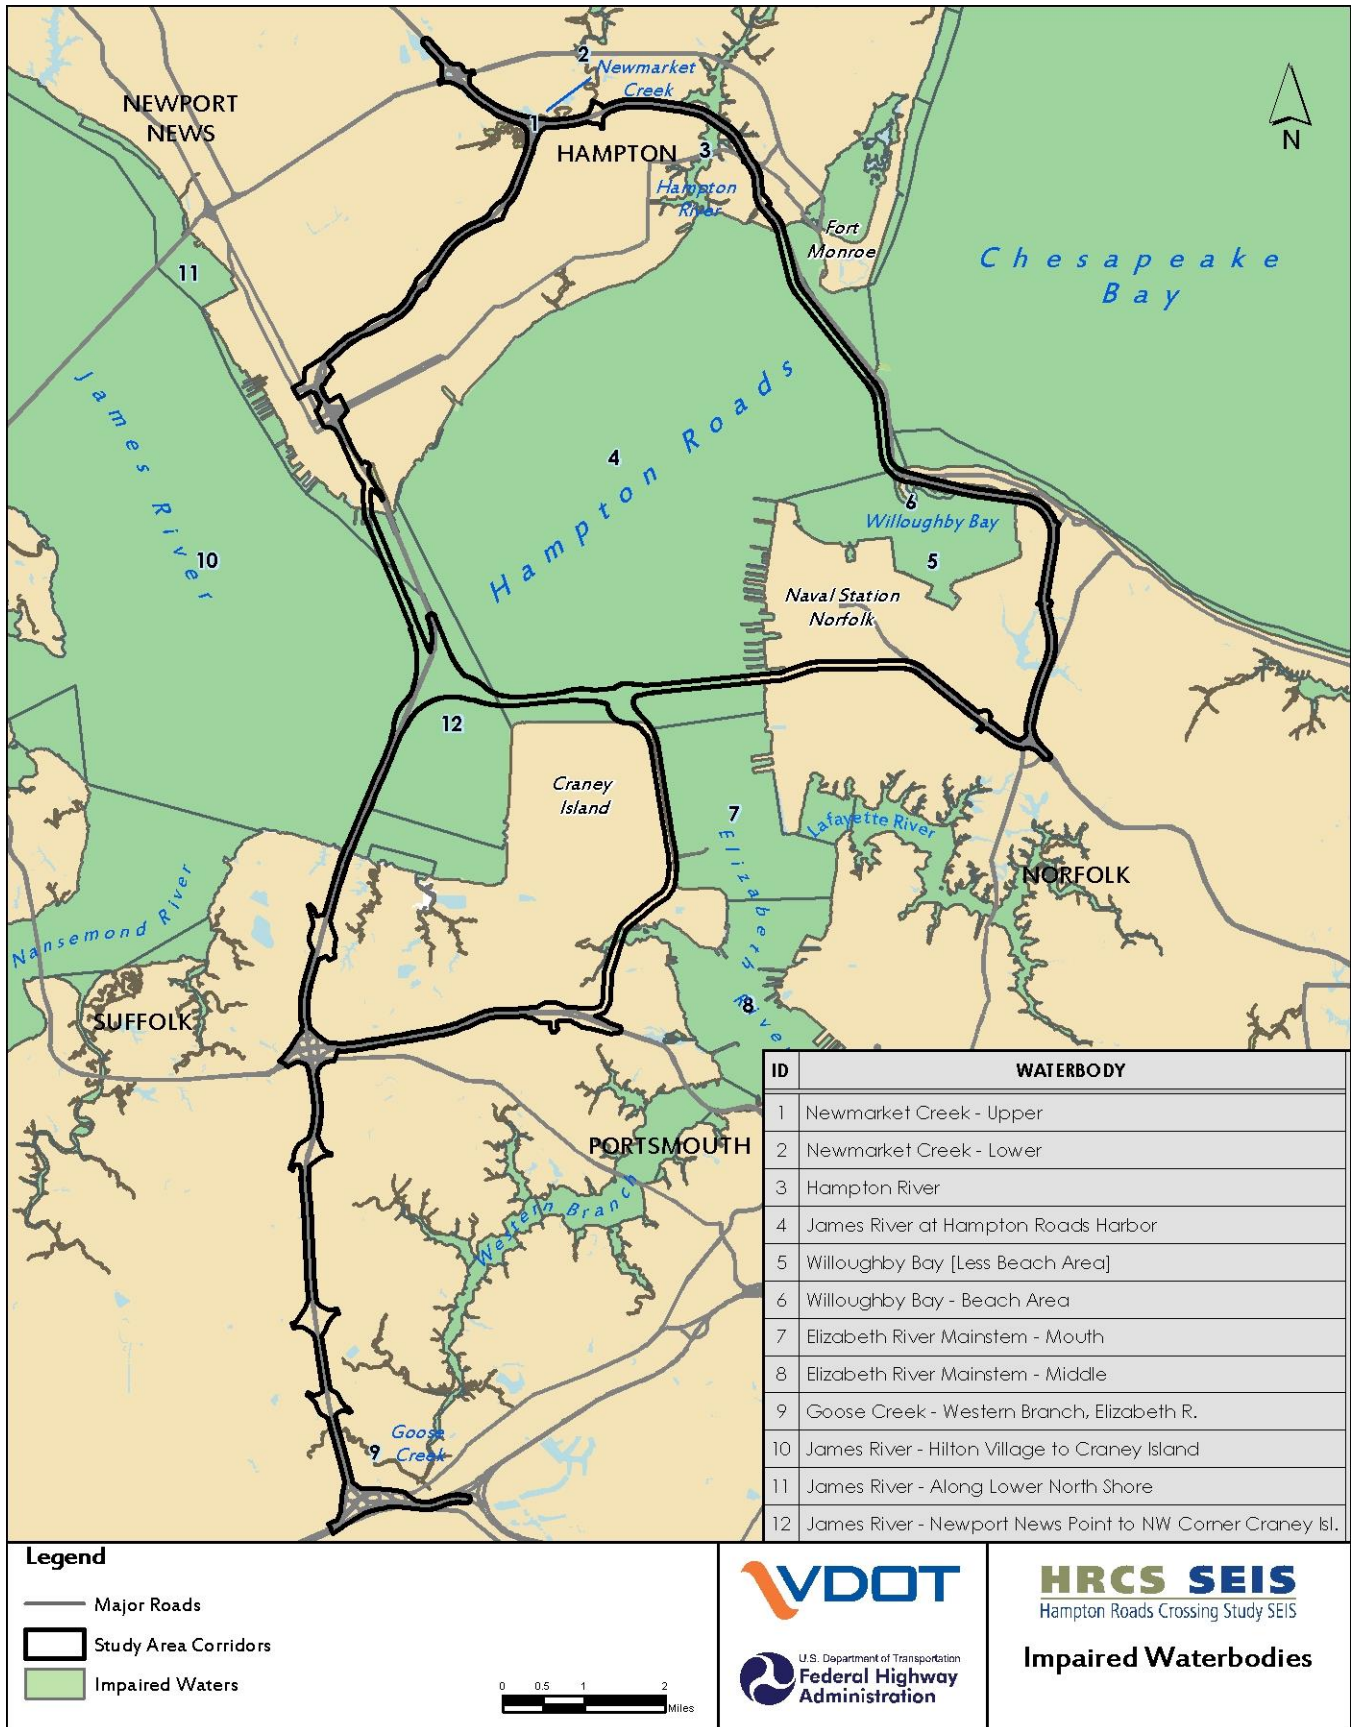 NEWPORT
NEWS
2
Newmarket
Creek
1
HAMPTON
3
Hampton
River
Fort
Monroe
N
Chesapeake
Bay
11
James River
4
Hampton Roads
10
6
Willoughby Bay
5
Naval Station
Norfolk
12
Craney
Island
7
Elizabeth River
Lafayette River
NORFOLK
Nansemond River
8
SUFFOLK
PORTSMOUTH
Western Branch
Goose
Creek
9
ID WATERBODY
1 Newmarket Creek - Upper
2 Newmarket Creek - Lower
3 Hampton River
4 James River at Hampton Roads Harbor
5 Willoughby Bay [Less Beach Area]
6 Willoughby Bay - Beach Area
7 Elizabeth River Mainstem - Mouth
8 Elizabeth River Mainstem - Middle
9 Goose Creek - Western Branch, Elizabeth R.
10 James River - Hilton Village to Craney Island
11 James River - Along Lower North Shore
12 James River - Newport News Point to NW Corner Craney Isl.
Legend
Major Roads
Study Area Corridors
Impaired Waters
0 0.5 1 2
Miles
VDOT
U.S. Department of Transportation
Federal Highway
Administration
HRCS SEIS
Hampton Roads Crossing Study SEIS
Impaired Waterbodies